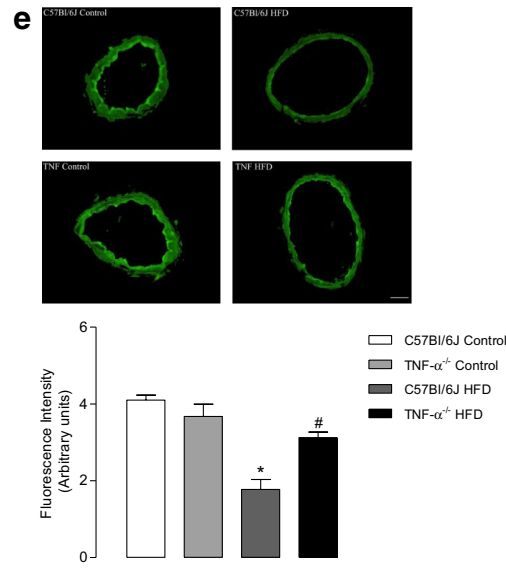 e
C57Bl/6J Control
C57Bl/6J HFD
TNF Control
TNF HFD
6
4
2
0
Fluorescence Intensity
(Arbitrary units)
*
#
C57Bl/6J Control
TNF-α-/- Control
C57Bl/6J HFD
TNF-α-/- HFD